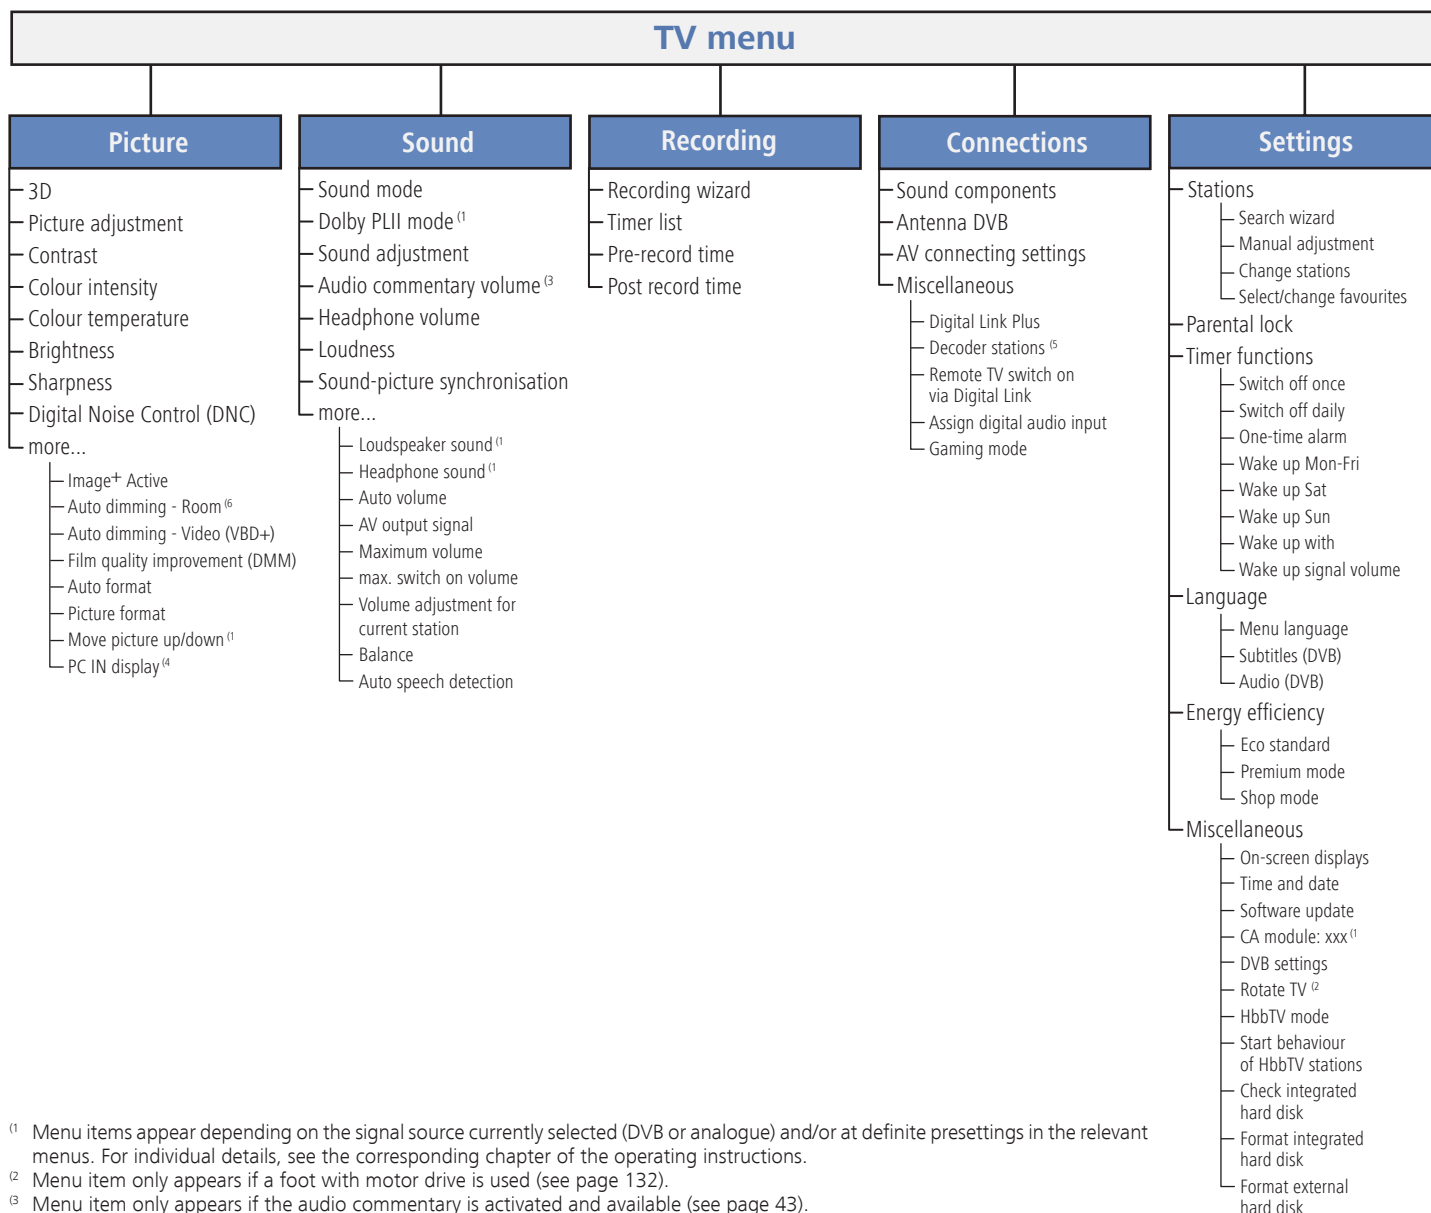 TV menu
Picture
3D
Picture adjustment
Contrast
Colour intensity
Colour temperature
Brightness
Sharpness
Digital Noise Control (DNC)
more...
Image+ Active
Auto dimming - Room (6
Auto dimming - Video (VBD+)
Film quality improvement (DMM)
Auto format
Picture format
Move picture up/down (1
PC IN display (4
Sound
Sound mode
Dolby PLII mode (1
Sound adjustment
Audio commentary volume (3
Headphone volume
Loudness
Sound-picture synchronisation
more...
Loudspeaker sound (1
Headphone sound (1
Auto volume
AV output signal
Maximum volume
max. switch on volume
Volume adjustment for
current station
Balance
Auto speech detection
Recording
Recording wizard
Timer list
Pre-record time
Post record time
Connections
Sound components
Antenna DVB
AV connecting settings
Miscellaneous
Digital Link Plus
Decoder stations (5
Remote TV switch on
via Digital Link
Assign digital audio input
Gaming mode
Settings
Stations
Search wizard
Manual adjustment
Change stations
Select/change favourites
Parental lock
Timer functions
Switch off once
Switch off daily
One-time alarm
Wake up Mon-Fri
Wake up Sat
Wake up Sun
Wake up with
Wake up signal volume
Language
Menu language
Subtitles (DVB)
Audio (DVB)
Energy efficiency
Eco standard
Premium mode
Shop mode
Miscellaneous
On-screen displays
Time and date
Software update
CA module: xxx (1
DVB settings
Rotate TV (2
HbbTV mode
Start behaviour
of HbbTV stations
Check integrated
hard disk
Format integrated
hard disk
Format external
hard disk
(1 Menu items appear depending on the signal source currently selected (DVB or analogue) and/or at definite presettings in the relevant
menus. For individual details, see the corresponding chapter of the operating instructions.
(2 Menu item only appears if a foot with motor drive is used (see page 132).
(3 Menu item only appears if the audio commentary is activated and available (see page 43).